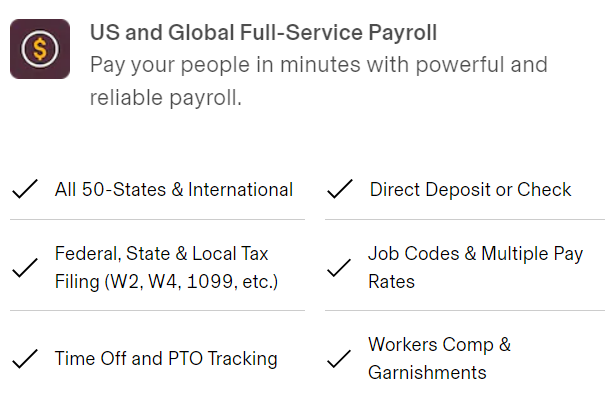 $
US and Global Full-Service Payroll
Pay your people in minutes with powerful and
reliable payroll.
All 50-States & International
Direct Deposit or Check
Federal, State & Local Tax
Filing (W2, W4, 1099, etc.)
Job Codes & Multiple Pay
Rates
Time Off and PTO Tracking
Workers Comp &
Garnishments